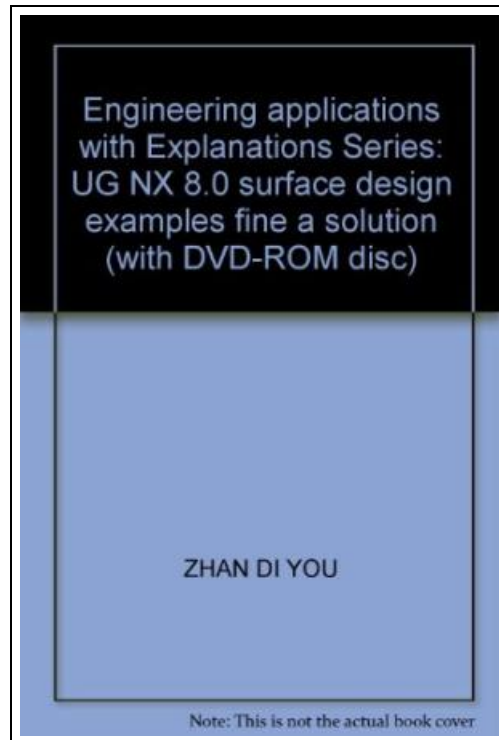 Engineering applications
with Explanations Series:
UG NX 8.0 surface design
examples fine a solution
(with DVD-ROM disc)
ZHAN DI YOU
Note: This is not the actual book cover